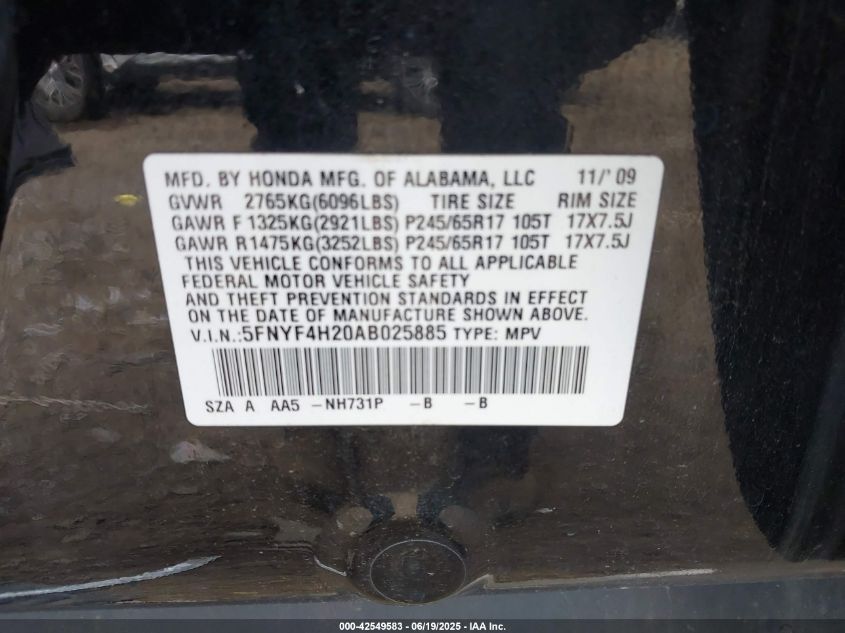 MFD. BY HONDA MFG. OF ALABAMA, LLC 11/'09
GVWR 2765KG(6096LBS) TIRE SIZE RIM SIZE
GAWR F 1325KG(2921LBS) P245/65R17 105T 17X7.5J
GAWR R 1475KG(3252LBS) P245/65R17 105T 17X7.5J
THIS VEHICLE CONFORMS TO ALL APPLICABLE
FEDERAL MOTOR VEHICLE SAFETY
AND THEFT PREVENTION STANDARDS IN EFFECT
ON THE DATE OF MANUFACTURE SHOWN ABOVE.
V.I.N.:5FNYF4H20AB025885 TYPE: MPV
SZA A AA5 -NH731P -B -B
000-42549583 / 06/19/2025 - IAA Inc.